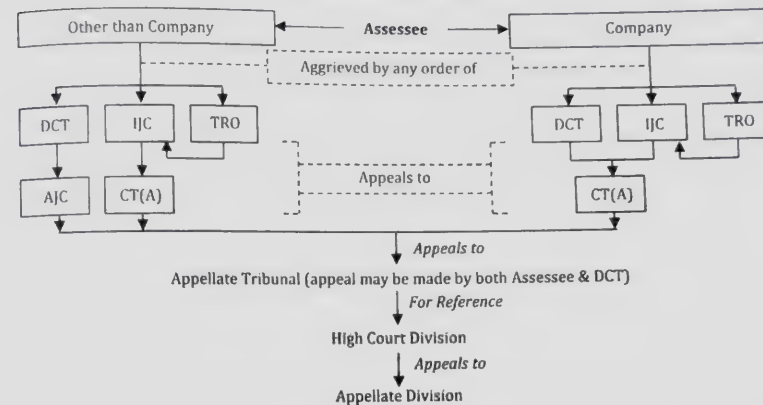 Other than Company Assessee Company
Aggrieved by any order of
DCT IJC TRO DCT IJC TRO
Appeals to
AJC CT(A) CT(A)
Appeals to
Appellate Tribunal (appeal may be made by both Assessee & DCT)
For Reference
High Court Division
Appeals to
Appellate Division